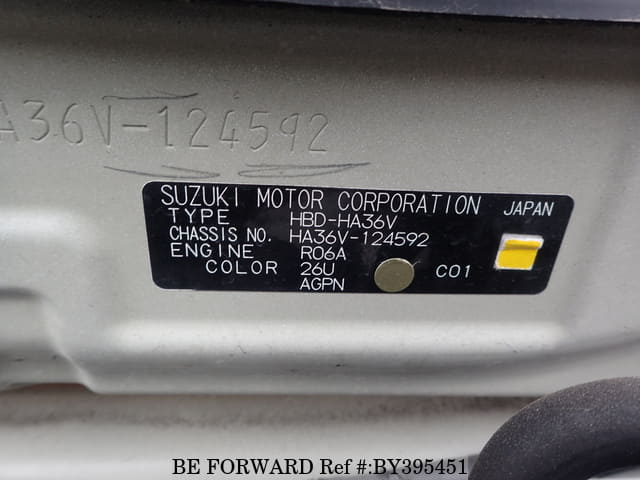 A36V-124592
SUZUKI MOTOR CORPORATION JAPAN
TYPE HBD-HA36V
CHASSIS NO. HA36V-124592
ENGINE R06A
COLOR 26U C01
AGPN
BE FORWARD Ref #:BY395451